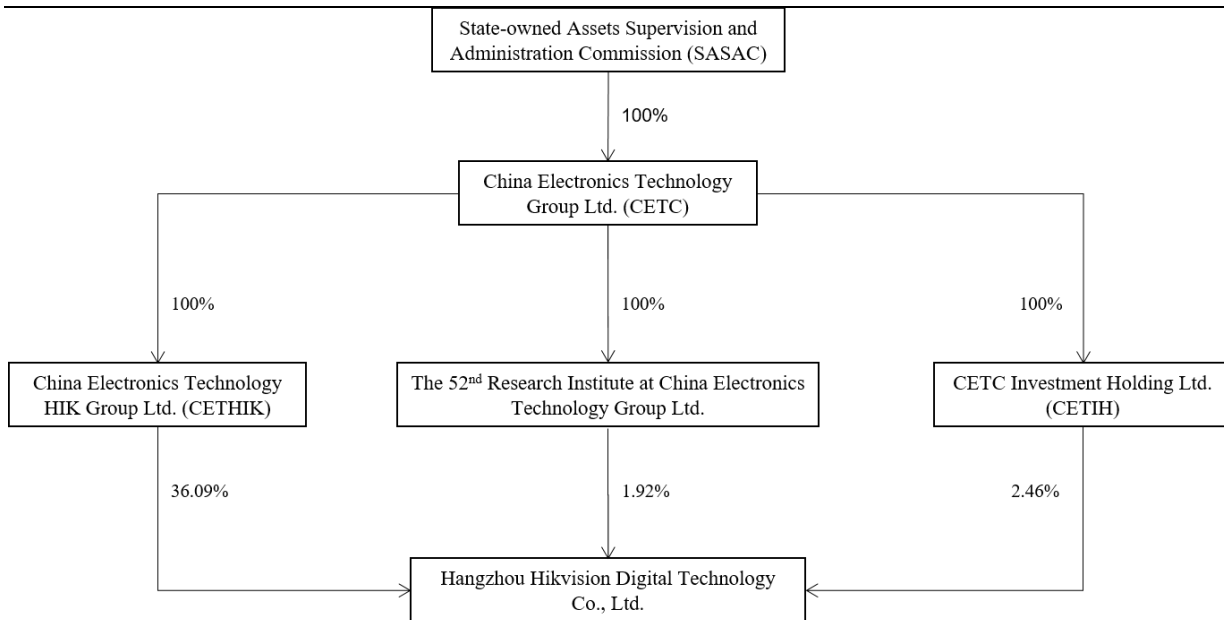 State-owned Assets Supervision and
Administration Commission (SASAC)
100%
China Electronics Technology
Group Ltd. (CETC)
100%
100%
100%
China Electronics Technology
HIK Group Ltd. (CETHIK)
The 52nd Research Institute at China Electronics
Technology Group Ltd.
CETC Investment Holding Ltd.
(CETIH)
36.09%
1.92%
2.46%
Hangzhou Hikvision Digital Technology
Co., Ltd.